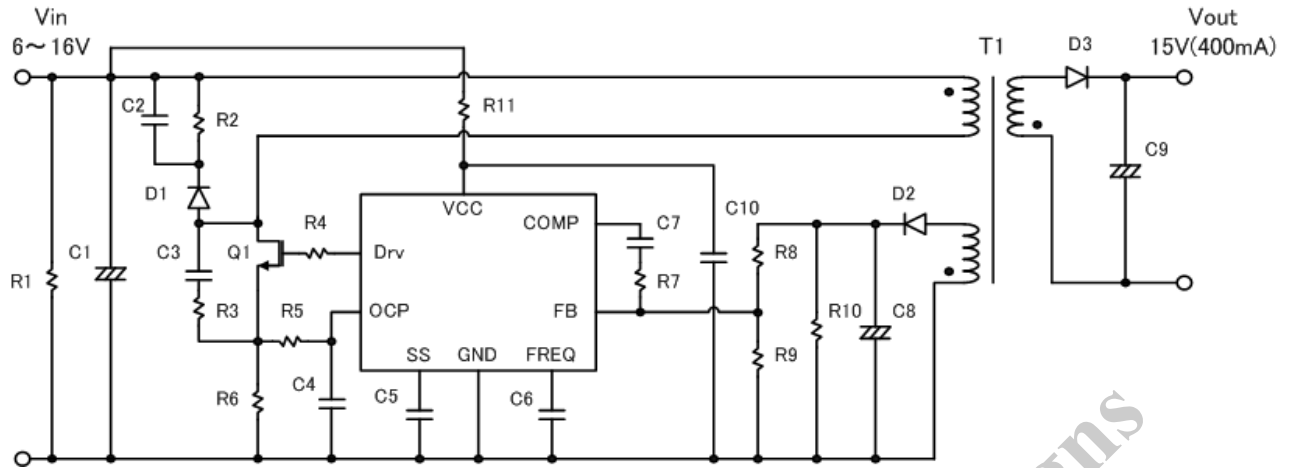 Vin
6～16V
Vout
15V(400mA)
T1
D3
C2
R2
R11
C9
D1
VCC
COMP
C7
C10
D2
R4
C3
Q1
Drv
R8
C1
R1
R7
R3
R5
OCP
FB
R10
C8
R9
SS
GND
FREQ
R6
C4
C5
C6
ns